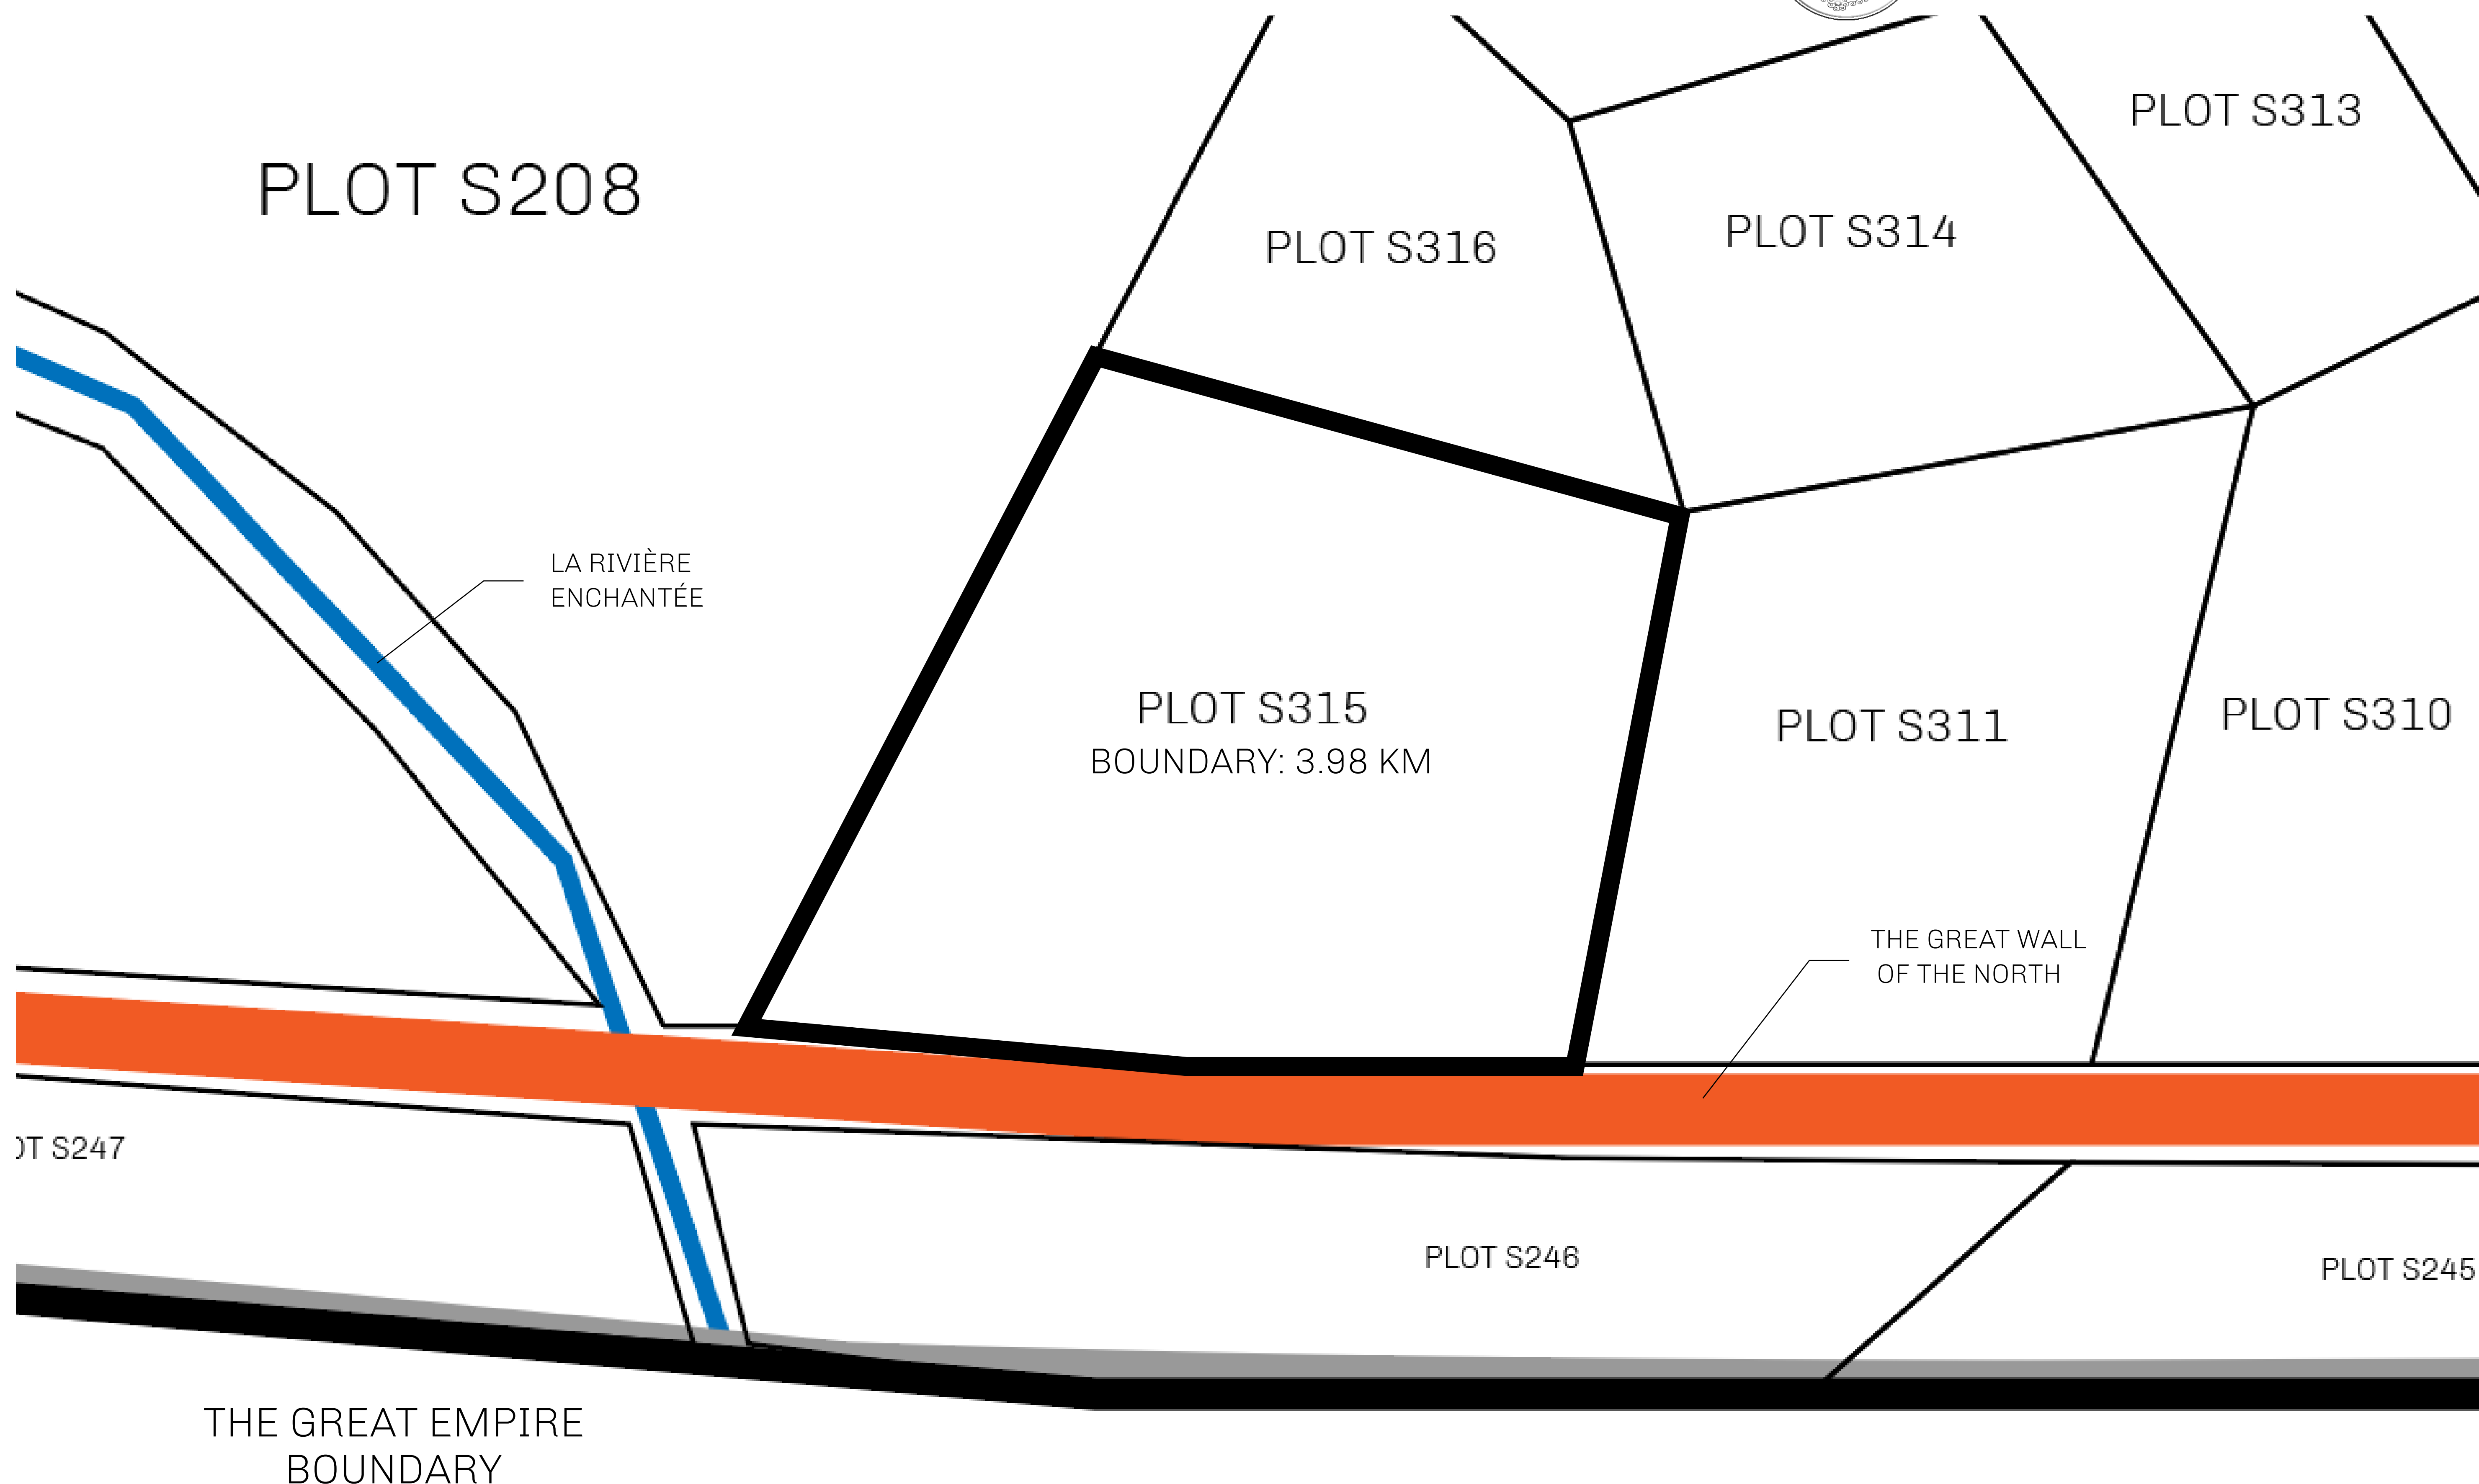 PLOT S313
PLOT S208
PLOT S316
PLOT S314
LA RIVIÈRE
ENCHANTÉE
PLOT S315
BOUNDARY: 3.98 KM
PLOT S311
PLOT S310
THE GREAT WALL
OF THE NORTH
S247
PLOT S246
PLOT S245
THE GREAT EMPIRE
BOUNDARY